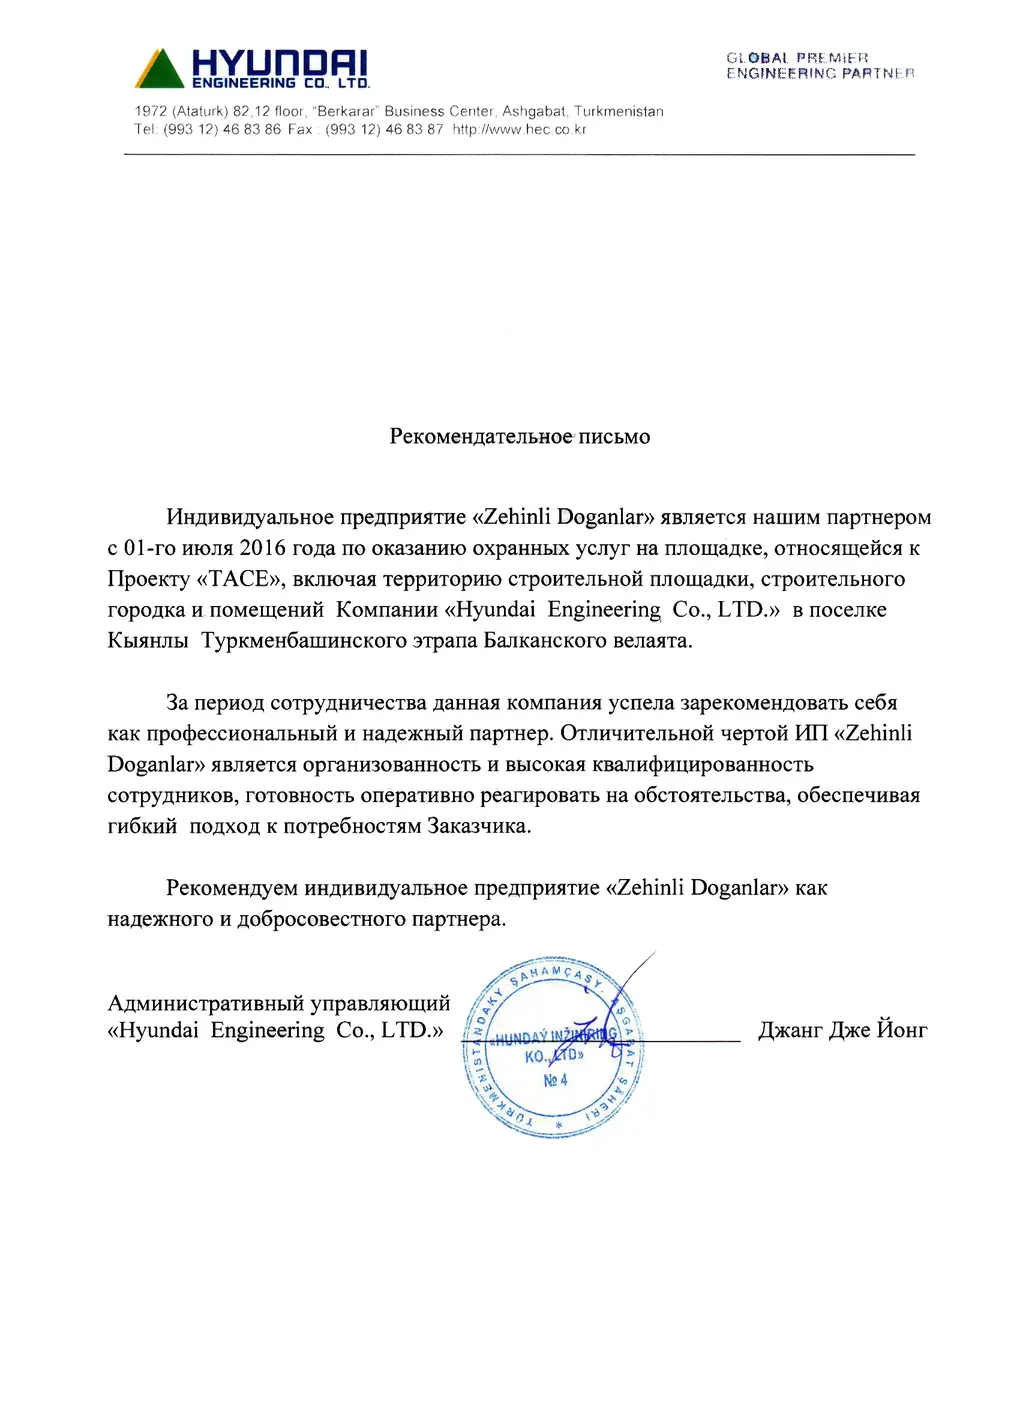 HYUNDAI
ENGINEERING CO., LTD.
GLOBAL PREMIER
ENGINEERING PARTNER
1972 (Ataturk) 82,12 floor, "Berkarar" Business Center, Ashgabat, Turkmenistan
Tel: (993 12) 46 83 86 Fax : (993 12) 46 83 87 http://www.hec.co.kr
Рекомендательное письмо
Индивидуальное предприятие «Zehinli Doganlar» является нашим партнером
с 01-го июля 2016 года по оказанию охранных услуг на площадке, относящейся к
Проекту «ТАСЕ», включая территорию строительной площадки, строительного
городка и помещений Компании «Hyundai Engineering Co., LTD.» в поселке
Кыянлы Туркменбашинского этрапа Балканского велаята.
За период сотрудничества данная компания успела зарекомендовать себя
как профессиональный и надежный партнер. Отличительной чертой ИП «Zehinli
Doganlar» является организованность и высокая квалифицированность
сотрудников, готовность оперативно реагировать на обстоятельства, обеспечивая
гибкий подход к потребностям Заказчика.
Рекомендуем индивидуальное предприятие «Zehinli Doganlar» как
надежного и добросовестного партнера.
Административный управляющий
«Hyundai Engineering Co., LTD.» Джанг Дже Йонг
TÜRKMENISTANDAKY ŞAHAMÇASY. AŞGABAT ŞÄHERI
«HUNDAÝ INŽINIRING
KO., LTD»
№ 4